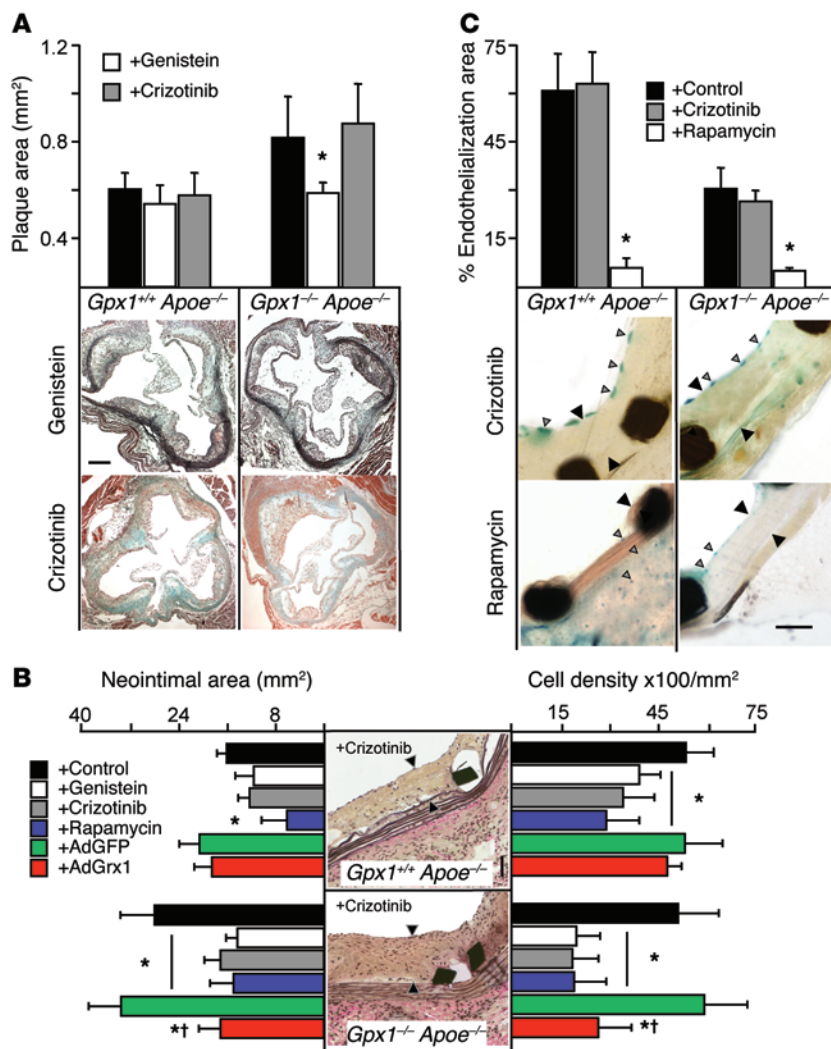 A
Plaque area (mm²)
1.2
0.8
0.4
+Genistein
+Crizotinib
*
Gpx1+/+ Apoe–/–
Gpx1–/– Apoe–/–
Genistein
Crizotinib
C
% Endothelialization area
75
45
15
+Control
+Crizotinib
+Rapamycin
*
*
Gpx1+/+ Apoe–/–
Gpx1–/– Apoe–/–
Crizotinib
Rapamycin
B
Neointimal area (mm²)
40 24 8
Cell density x100/mm²
15 45 75
+Control
+Genistein
+Crizotinib
+Rapamycin
+AdGFP
+AdGrx1
*
+Crizotinib
Gpx1+/+ Apoe–/–
*
*
*†
+Crizotinib
Gpx1–/– Apoe–/–
*
*†